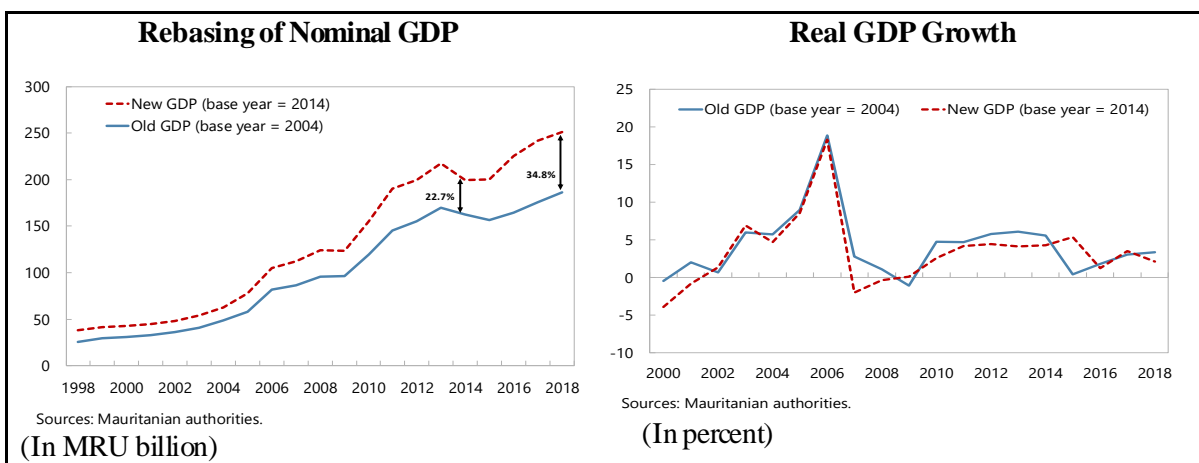 Rebasing of Nominal GDP
300
250
200
150
100
50
0
New GDP (base year = 2014)
Old GDP (base year = 2004)
22.7%
34.8%
1998 2000 2002 2004 2006 2008 2010 2012 2014 2016 2018
Sources: Mauritanian authorities.
(In MRU billion)
Real GDP Growth
25
20
15
10
5
0
-5
-10
Old GDP (base year = 2004) New GDP (base year = 2014)
2000 2002 2004 2006 2008 2010 2012 2014 2016 2018
Sources: Mauritanian authorities.
(In percent)